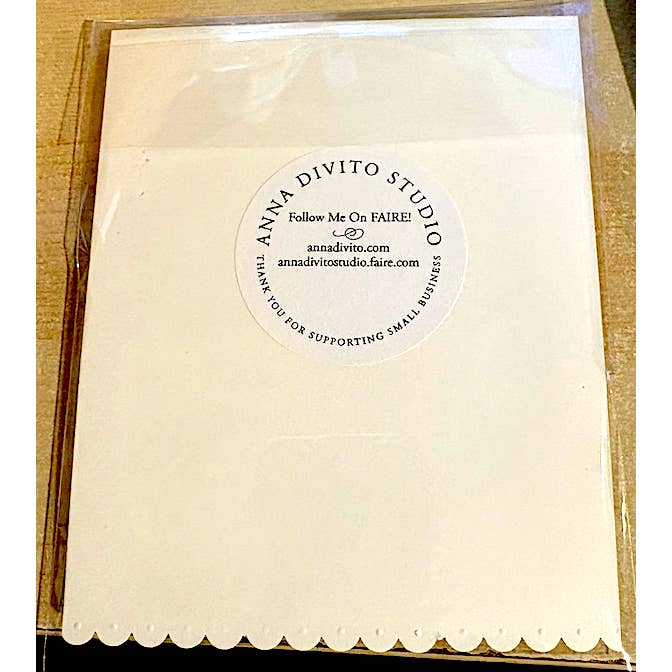 ANNA DIVITO STUDIO
Follow Me On FAIRE!
annadivito.com
annadivitostudio.faire.com
THANK YOU FOR SUPPORTING SMALL BUSINESS